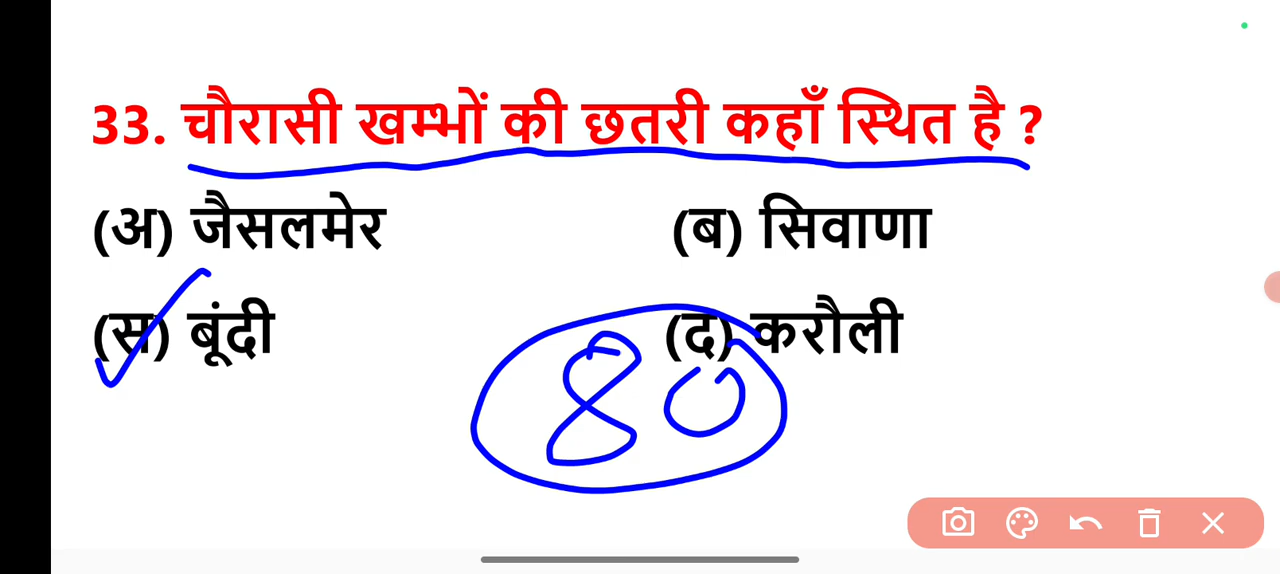 33. चौरासी खम्भों की छतरी कहाँ स्थित है ?
(अ) जैसलमेर (ब) सिवाणा
(स) बूंदी (द) करौली
80